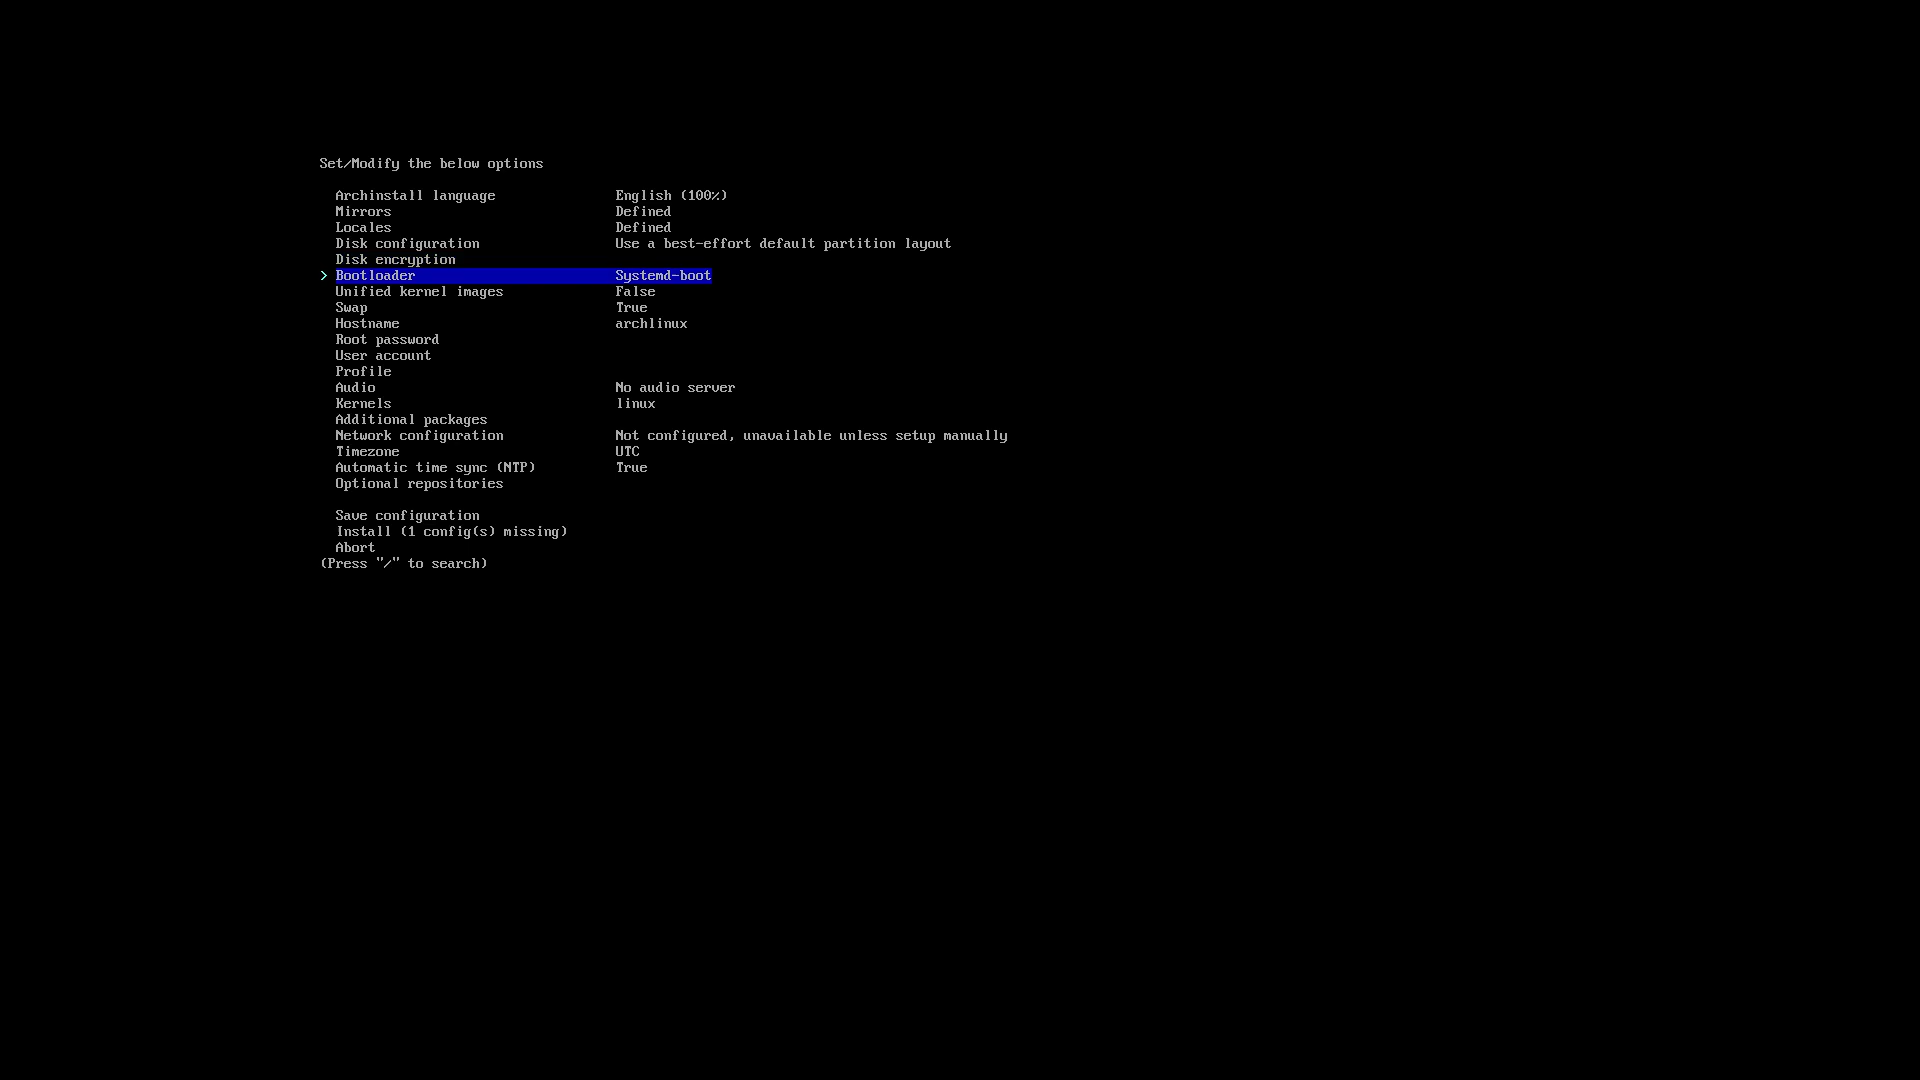 Set/Modify the below options
Archinstall language English (100%)
Mirrors Defined
Locales Defined
Disk configuration Use a best-effort default partition layout
Disk encryption
> Bootloader Systemd-boot
Unified kernel images False
Swap True
Hostname archlinux
Root password
User account
Profile
Audio No audio server
Kernels linux
Additional packages
Network configuration Not configured, unavailable unless setup manually
Timezone UTC
Automatic time sync (NTP) True
Optional repositories
Save configuration
Install (1 config(s) missing)
Abort
(Press "/" to search)